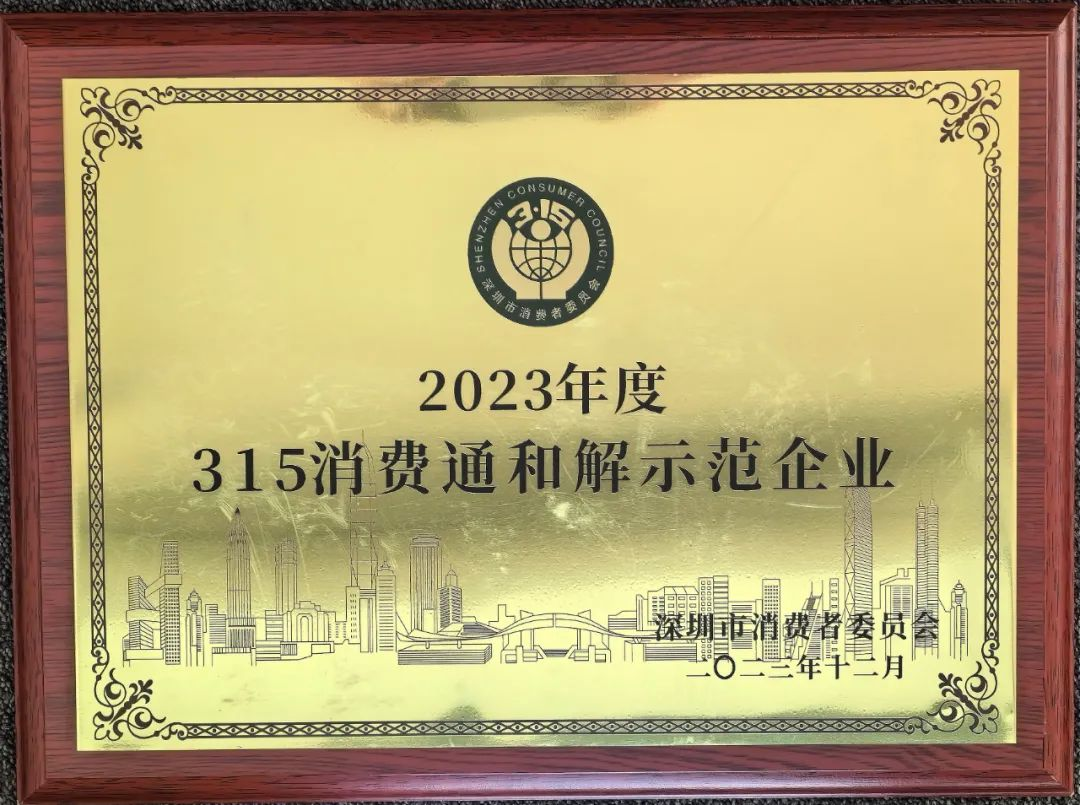 SHENZHEN CONSUMER COUNCIL
3·15
深圳市消费者委员会
2023年度
315消费通和解示范企业
深圳市消费者委员会
二〇二三年十二月